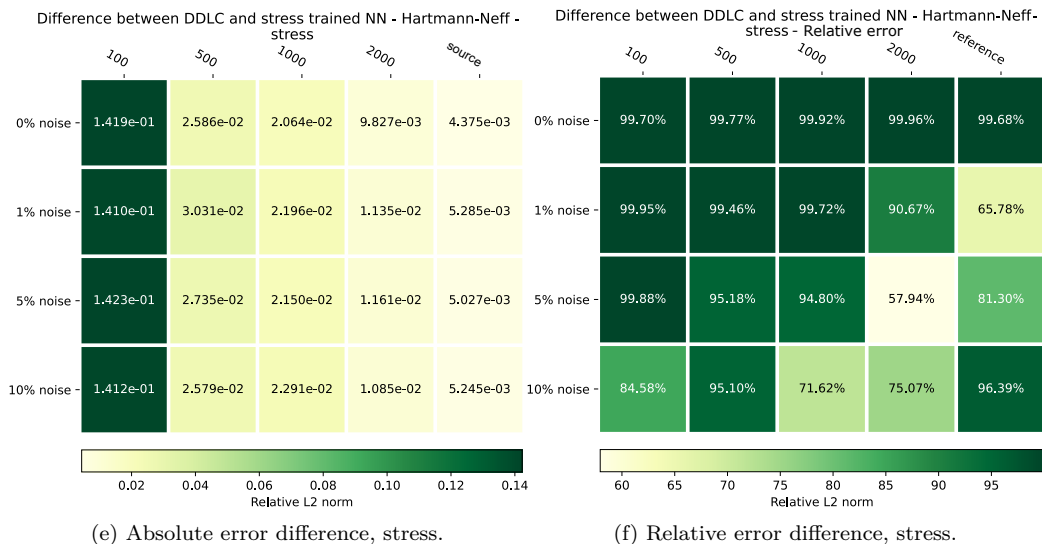 Difference between DDLC and stress trained NN - Hartmann-Neff -
stress
100 500 1000 2000 source
0% noise 1.419e-01 2.586e-02 2.064e-02 9.827e-03 4.375e-03
1% noise 1.410e-01 3.031e-02 2.196e-02 1.135e-02 5.285e-03
5% noise 1.423e-01 2.735e-02 2.150e-02 1.161e-02 5.027e-03
10% noise 1.412e-01 2.579e-02 2.291e-02 1.085e-02 5.245e-03
0.02 0.04 0.06 0.08 0.10 0.12 0.14
Relative L2 norm
(e) Absolute error difference, stress.
Difference between DDLC and stress trained NN - Hartmann-Neff-
stress - Relative error
100 500 1000 2000 reference
0% noise 99.70% 99.77% 99.92% 99.96% 99.68%
1% noise 99.95% 99.46% 99.72% 90.67% 65.78%
5% noise 99.88% 95.18% 94.80% 57.94% 81.30%
10% noise 84.58% 95.10% 71.62% 75.07% 96.39%
60 65 70 75 80 85 90 95
Relative L2 norm
(f) Relative error difference, stress.